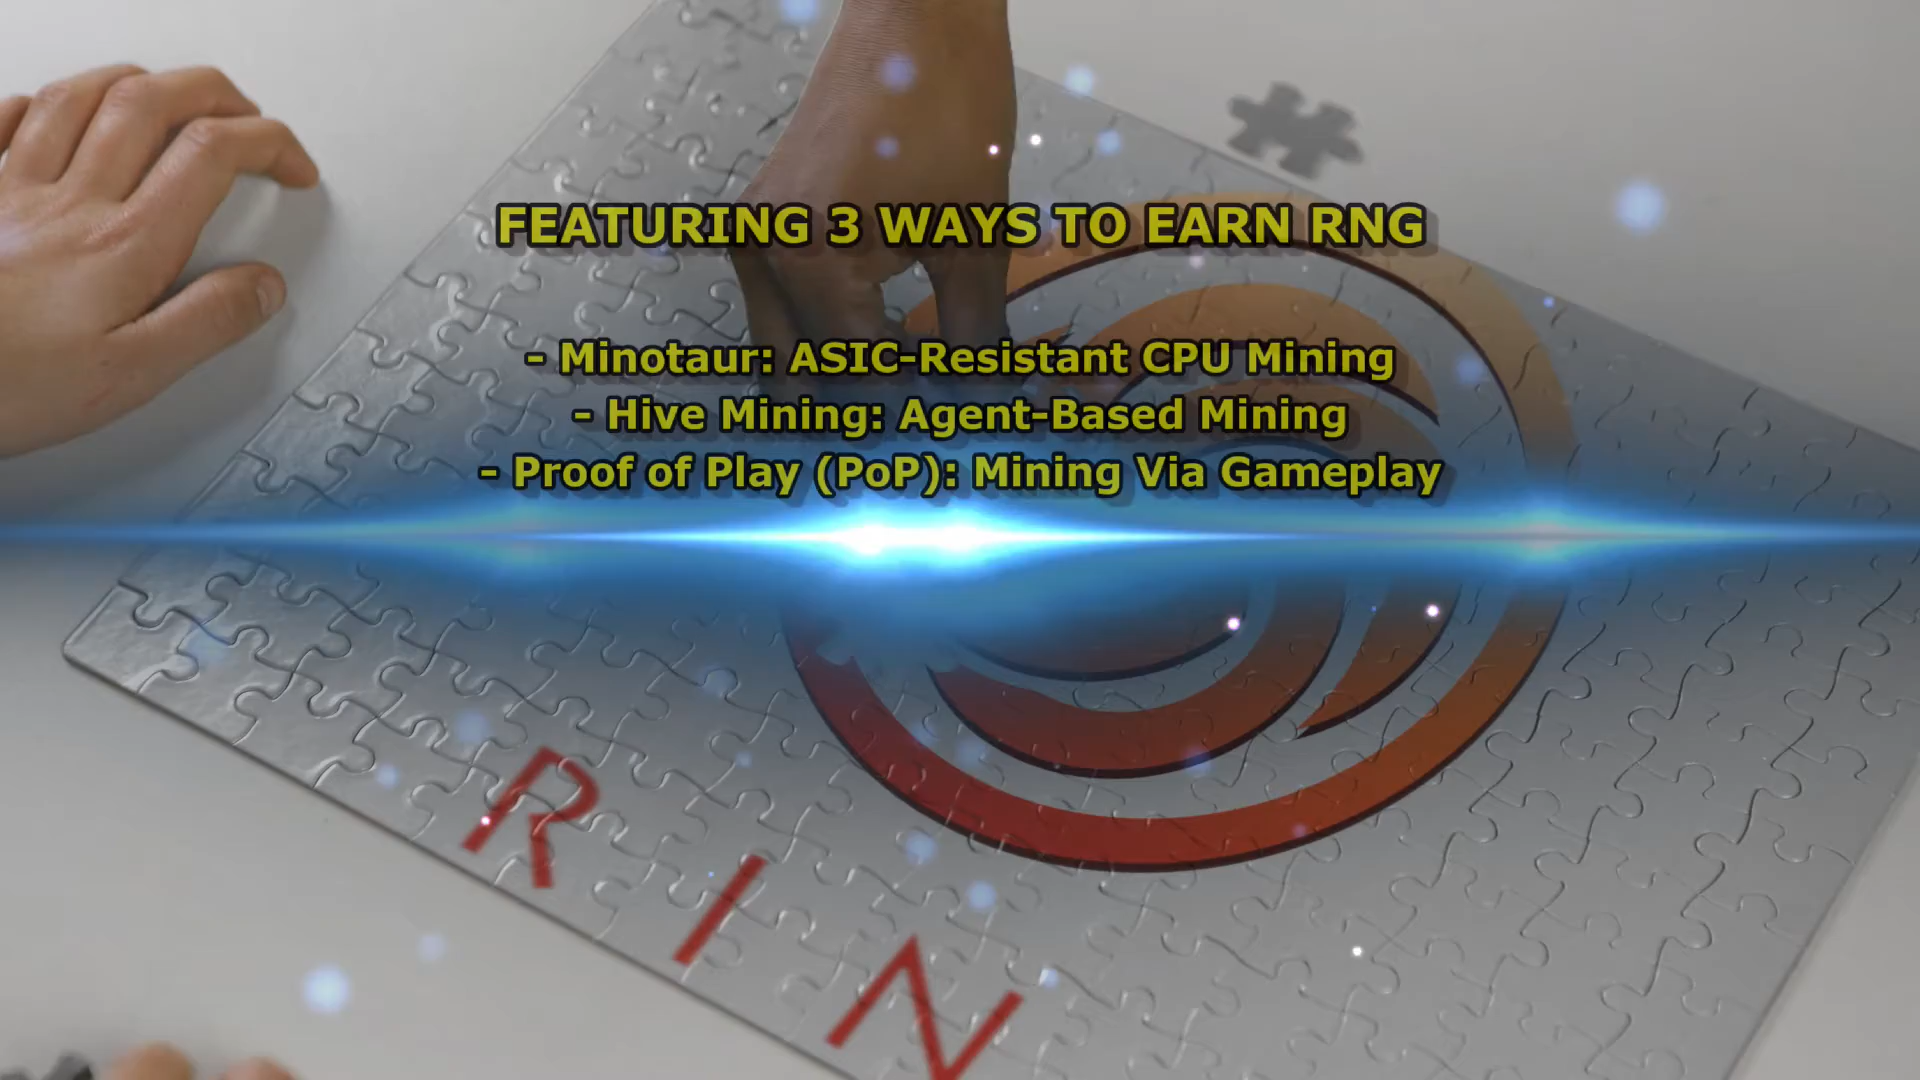 FEATURING 3 WAYS TO EARN RNG
- Minotaur: ASIC-Resistant CPU Mining
- Hive Mining: Agent-Based Mining
- Proof of Play (PoP): Mining Via Gameplay
RIN